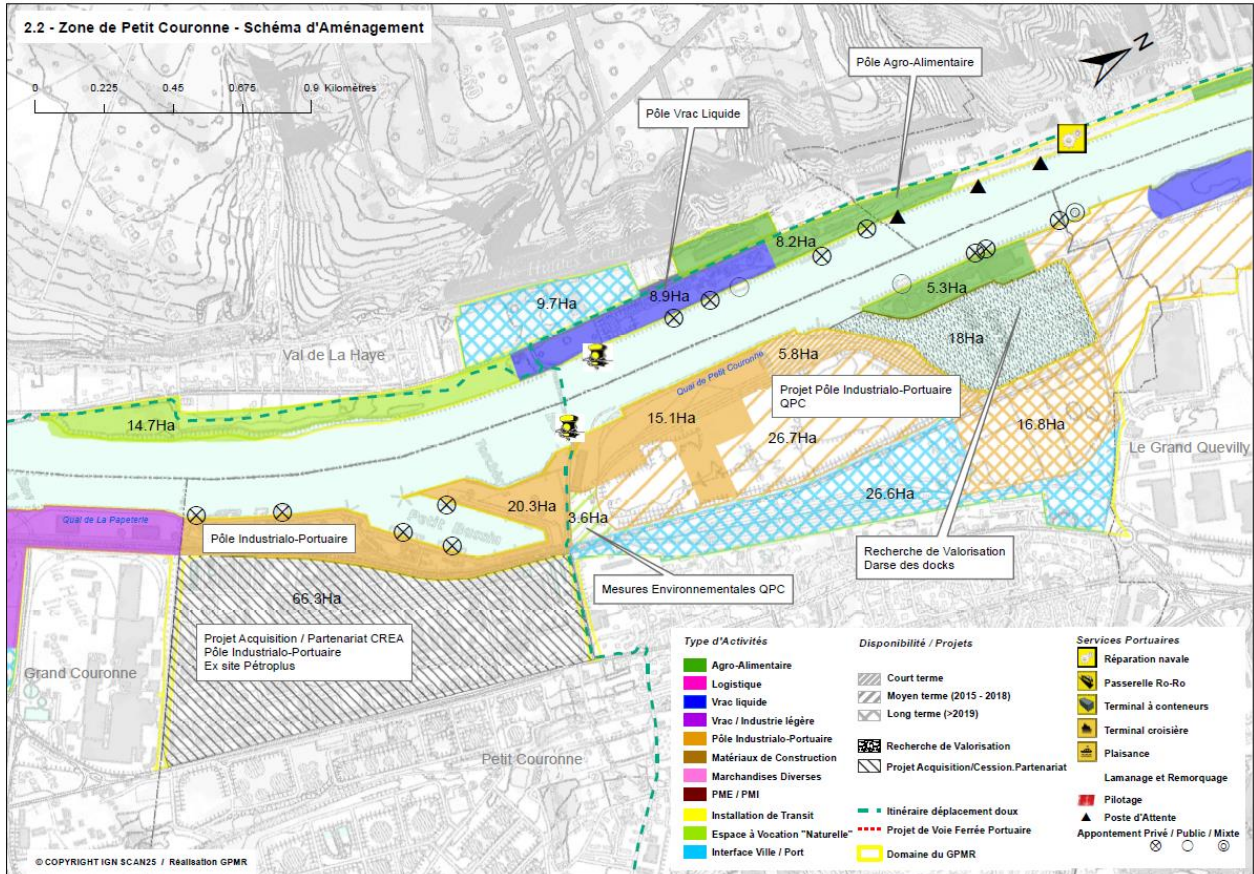 2.2 - Zone de Petit Couronne - Schéma d'Aménagement
0 0.225 0.45 0.675 0.9 Kilomètres
N
Pôle Agro-Alimentaire
Pôle Vrac Liquide
8.2Ha
8.9Ha
9.7Ha
5.3Ha
18Ha
Val de La Haye
5.8Ha
Quai de Petit Couronne
Projet Pôle Industrialo-Portuaire
QPC
14.7Ha
15.1Ha
26.7Ha
16.8Ha
Le Grand Quevilly
26.6Ha
20.3Ha
3.6Ha
Quai de La Papeterie
Petit
Pôle Industrialo-Portuaire
Recherche de Valorisation
Darse des docks
Mesures Environnementales QPC
66.3Ha
Projet Acquisition / Partenariat CREA
Pôle Industrialo-Portuaire
Ex site Pétroplus
Grand Couronne
Petit Couronne
Type d'Activités
Agro-Alimentaire
Logistique
Vrac liquide
Vrac / Industrie légère
Pôle Industrialo-Portuaire
Matériaux de Construction
Marchandises Diverses
PME / PMI
Installation de Transit
Espace à Vocation "Naturelle"
Interface Ville / Port
Disponibilité / Projets
Court terme
Moyen terme (2015 - 2018)
Long terme (>2019)
Recherche de Valorisation
Projet Acquisition/Cession.Partenariat
Itinéraire déplacement doux
Projet de Voie Ferrée Portuaire
Domaine du GPMR
Services Portuaires
Réparation navale
Passerelle Ro-Ro
Terminal à conteneurs
Terminal croisière
Plaisance
Lamanage et Remorquage
Pilotage
Poste d'Attente
Appontement Privé / Public / Mixte
© COPYRIGHT IGN SCAN25 / Réalisation GPMR